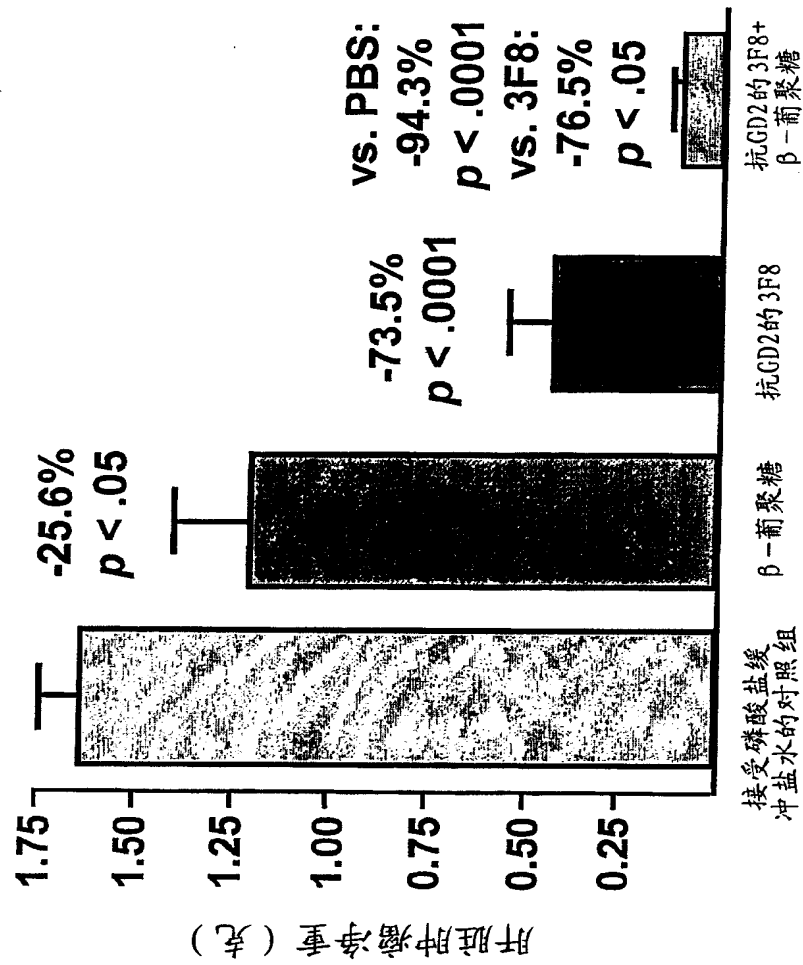 肝脏肿瘤净重（克）
1.75
1.50
1.25
1.00
0.75
0.50
0.25
-25.6%
p < .05
-73.5%
p < .0001
vs. PBS:
-94.3%
p < .0001
vs. 3F8:
-76.5%
p < .05
接受磷酸盐缓
冲盐水的对照组
β-葡聚糖
抗GD2的3F8
抗GD2的3F8+
β-葡聚糖